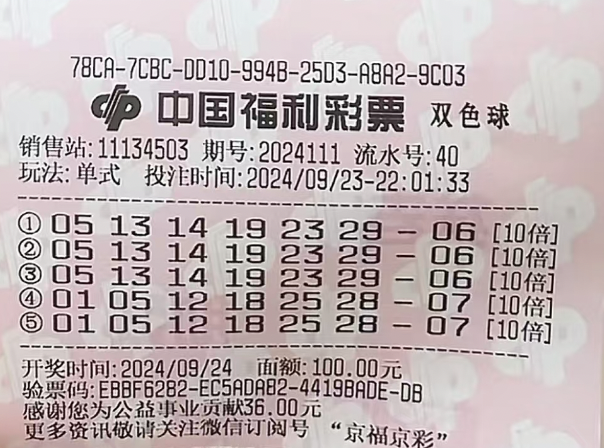 78CA-7CBC-DD10-994B-25D3-A8A2-9C03
中国福利彩票 双色球
销售站:11134503 期号:2024111 流水号:40
玩法:单式 投注时间:2024/09/23-22:01:33
① 05 13 14 19 23 29 - 06 [10倍]
② 05 13 14 19 23 29 - 06 [10倍]
③ 05 13 14 19 23 29 - 06 [10倍]
④ 01 05 12 18 25 28 - 07 [10倍]
⑤ 01 05 12 18 25 28 - 07 [10倍]
开奖时间:2024/09/24 面额:100.00元
验票码:EBBF6282-EC5ADA82-4419BADE-DB
感谢您为公益事业贡献36.00元
更多资讯敬请关注微信订阅号 “京福京彩”